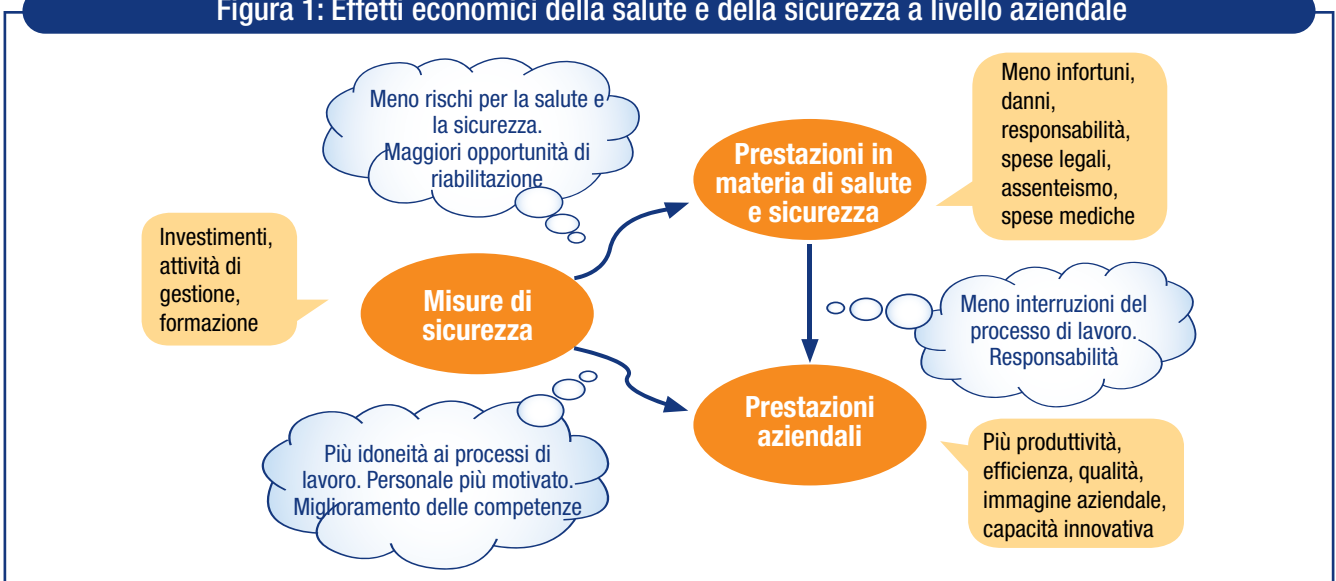 Figura 1: Effetti economici della salute e della sicurezza a livello aziendale
Meno rischi per la salute e
la sicurezza.
Maggiori opportunità di
riabilitazione
Prestazioni in
materia di salute
e sicurezza
Meno infortuni,
danni,
responsabilità,
spese legali,
assenteismo,
spese mediche
Investimenti,
attività di
gestione,
formazione
Misure di
sicurezza
Meno interruzioni del
processo di lavoro.
Responsabilità
Più idoneità ai processi di
lavoro. Personale più motivato.
Miglioramento delle competenze
Prestazioni
aziendali
Più produttività,
efficienza, qualità,
immagine aziendale,
capacità innovativa